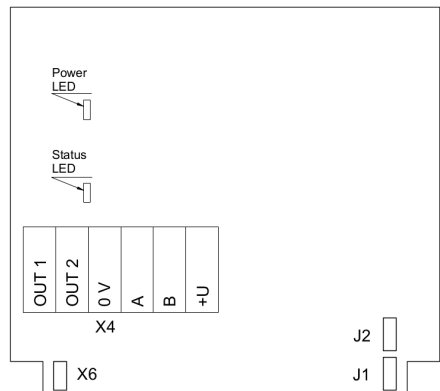 Power
LED
Status
LED
OUT 1
OUT 2
0 V
A
B
+U
X4
J2
X6
J1